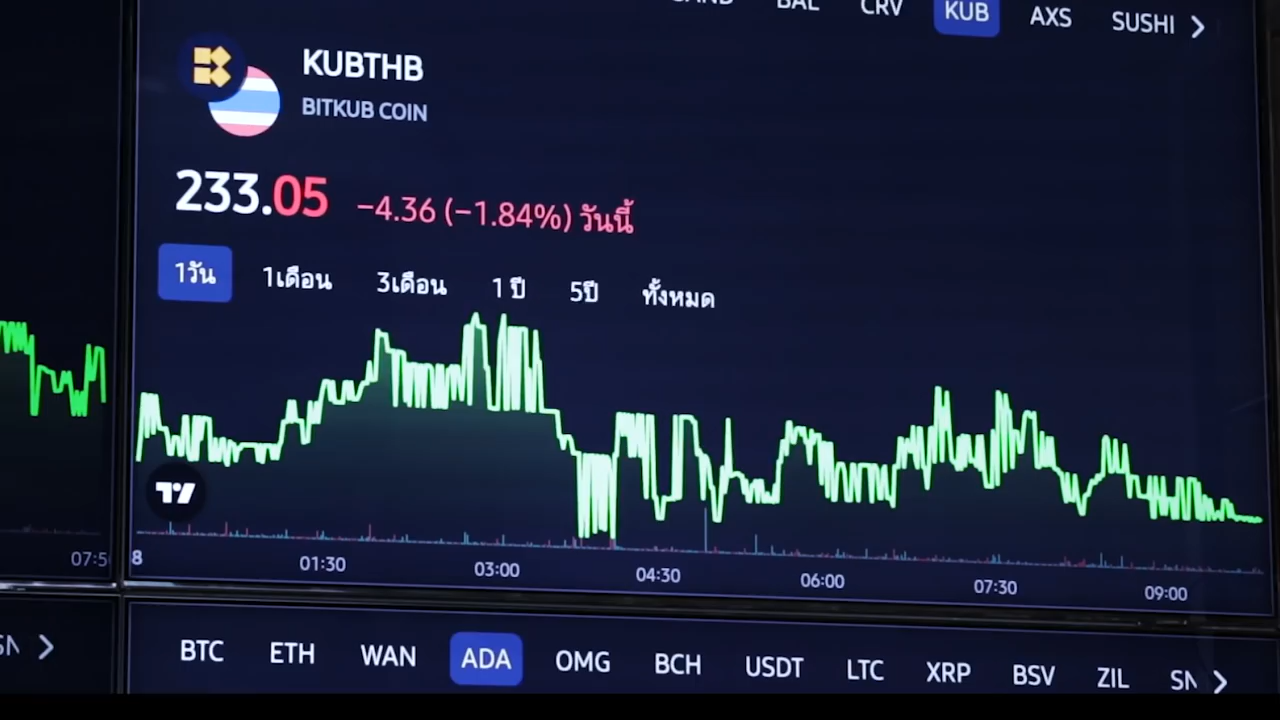 BAL CRV KUB AXS SUSHI
KUBTHB
BITKUB COIN
233.05 −4.36 (−1.84%) วันนี้
1วัน 1เดือน 3เดือน 1 ปี 5ปี ทั้งหมด
8 01:30 03:00 04:30 06:00 07:30 09:00
BTC ETH WAN ADA OMG BCH USDT LTC XRP BSV ZIL